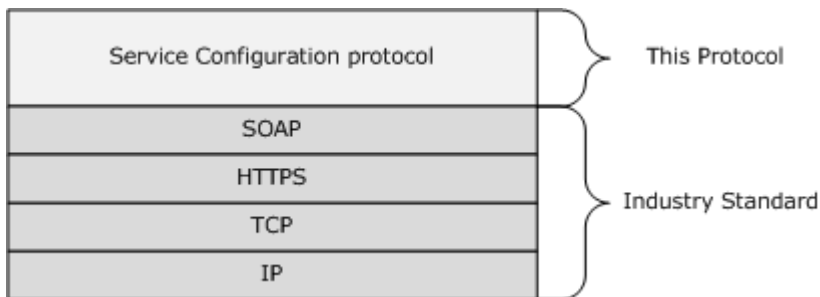 Service Configuration protocol
This Protocol
SOAP
HTTPS
TCP
IP
Industry Standard